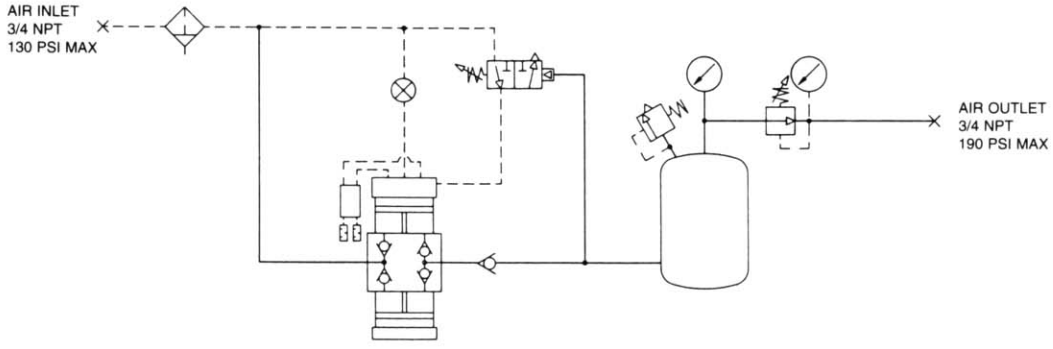 AIR INLET
3/4 NPT
130 PSI MAX
AIR OUTLET
3/4 NPT
190 PSI MAX